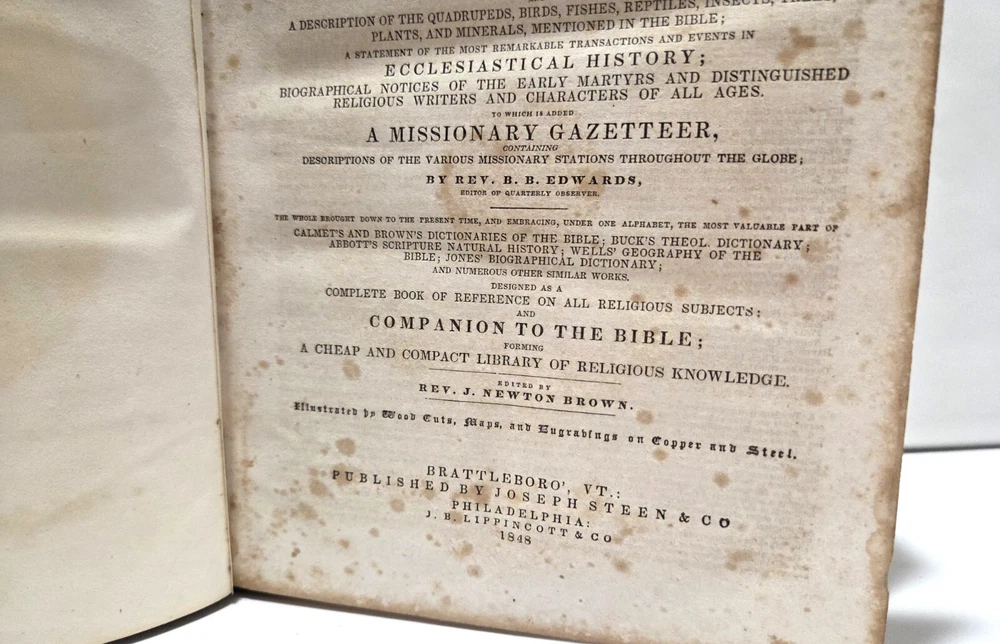 A DESCRIPTION OF THE QUADRUPEDS, BIRDS, FISHES, REPTILES, INSECTS, TREES,
PLANTS, AND MINERALS, MENTIONED IN THE BIBLE;
A STATEMENT OF THE MOST REMARKABLE TRANSACTIONS AND EVENTS IN
ECCLESIASTICAL HISTORY;
BIOGRAPHICAL NOTICES OF THE EARLY MARTYRS AND DISTINGUISHED
RELIGIOUS WRITERS AND CHARACTERS OF ALL AGES.
TO WHICH IS ADDED
A MISSIONARY GAZETTEER,
CONTAINING
DESCRIPTIONS OF THE VARIOUS MISSIONARY STATIONS THROUGHOUT THE GLOBE;
BY REV. B. B. EDWARDS,
EDITOR OF QUARTERLY OBSERVER.
THE WHOLE BROUGHT DOWN TO THE PRESENT TIME, AND EMBRACING, UNDER ONE ALPHABET, THE MOST VALUABLE PART OF
CALMET'S AND BROWN'S DICTIONARIES OF THE BIBLE; BUCK'S THEOL. DICTIONARY;
ABBOTT'S SCRIPTURE NATURAL HISTORY; WELLS' GEOGRAPHY OF THE
BIBLE; JONES' BIOGRAPHICAL DICTIONARY;
AND NUMEROUS OTHER SIMILAR WORKS.
DESIGNED AS A
COMPLETE BOOK OF REFERENCE ON ALL RELIGIOUS SUBJECTS;
AND
COMPANION TO THE BIBLE;
FORMING
A CHEAP AND COMPACT LIBRARY OF RELIGIOUS KNOWLEDGE.
EDITED BY
REV. J. NEWTON BROWN.
Illustrated by Wood Cuts, Maps, and Engravings on Copper and Steel.
BRATTLEBORO', VT.:
PUBLISHED BY JOSEPH STEEN & CO
PHILADELPHIA:
J. B. LIPPINCOTT & CO
1848